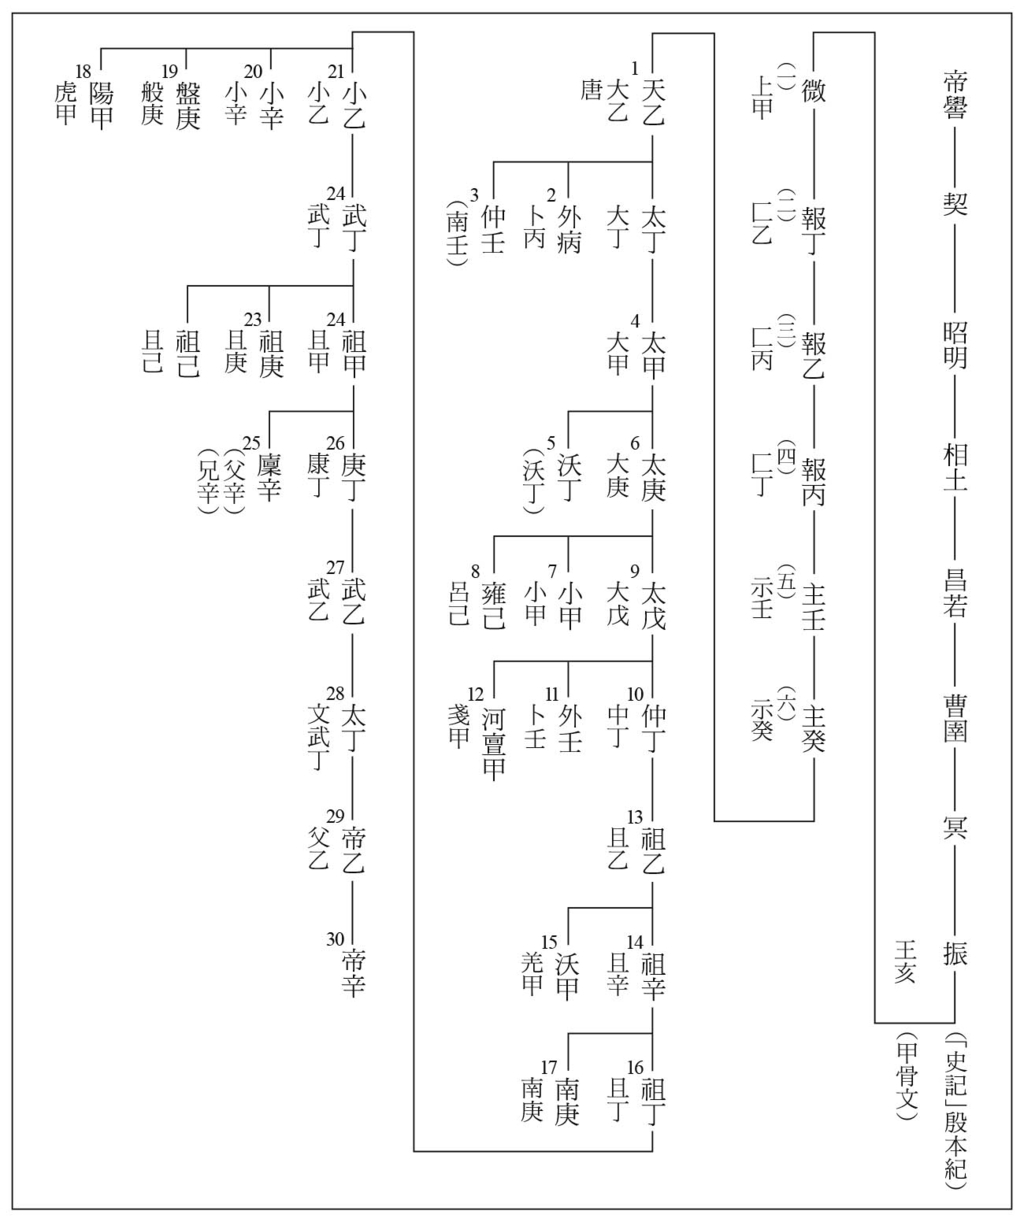 帝嚳
契
昭明
相土
昌若
曹圉
冥
振
(「史記」殷本紀)
王亥
(甲骨文)
微
(一)
上甲
報丁
(二)
匚乙
報乙
(三)
匚丙
報丙
(四)
匚丁
主壬
(五)
示壬
主癸
(六)
示癸
1
天乙
大乙
唐
太丁
大丁
2
外病
卜丙
3
仲壬
(南壬)
4
太甲
大甲
6
太庚
大庚
5
沃丁
(沃丁)
9
太戊
大戊
7
小甲
小甲
8
雍己
呂己
10
仲丁
中丁
11
外壬
卜壬
12
河亶甲
戔甲
13
祖乙
且乙
14
祖辛
且辛
15
沃甲
羌甲
16
祖丁
且丁
17
南庚
南庚
21
小乙
小乙
20
小辛
小辛
19
盤庚
般庚
18
陽甲
虎甲
24
武丁
武丁
24
祖甲
且甲
23
祖庚
且庚
祖己
且己
26
庚丁
康丁
25
廩辛
(父辛)
(兄辛)
27
武乙
武乙
28
太丁
文武丁
29
帝乙
父乙
30
帝辛